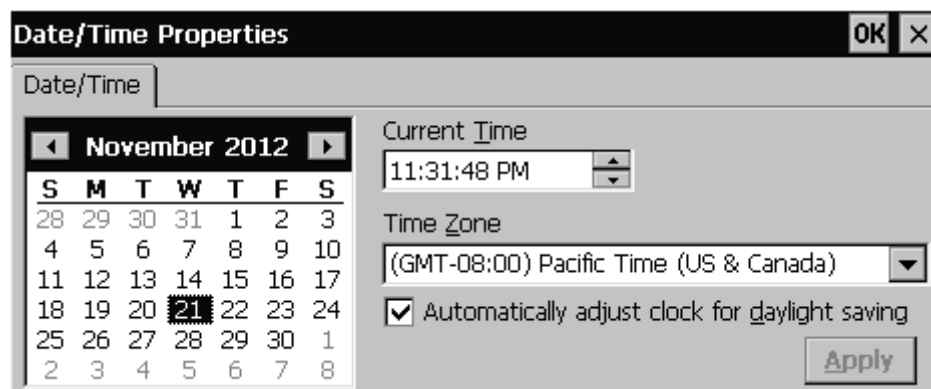 Date/Time Properties OK ×
Date/Time
November 2012
S M T W T F S
28 29 30 31 1 2 3
4 5 6 7 8 9 10
11 12 13 14 15 16 17
18 19 20 21 22 23 24
25 26 27 28 29 30 1
2 3 4 5 6 7 8
Current Time
11:31:48 PM
Time Zone
(GMT-08:00) Pacific Time (US & Canada)
Automatically adjust clock for daylight saving
Apply